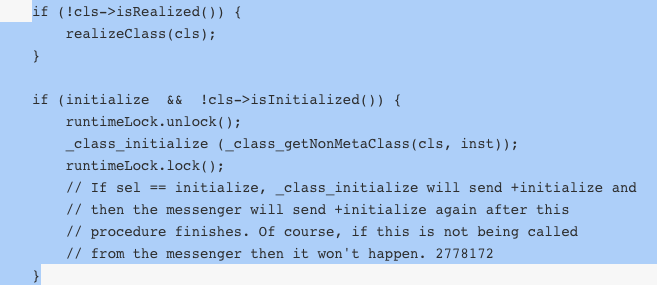 if (!cls->isRealized()) {
realizeClass(cls);
}
if (initialize  &&  !cls->isInitialized()) {
runtimeLock.unlock();
_class_initialize (_class_getNonMetaClass(cls, inst));
runtimeLock.lock();
// If sel == initialize, _class_initialize will send +initialize and
// then the messenger will send +initialize again after this
// procedure finishes. Of course, if this is not being called
// from the messenger then it won't happen. 2778172
}